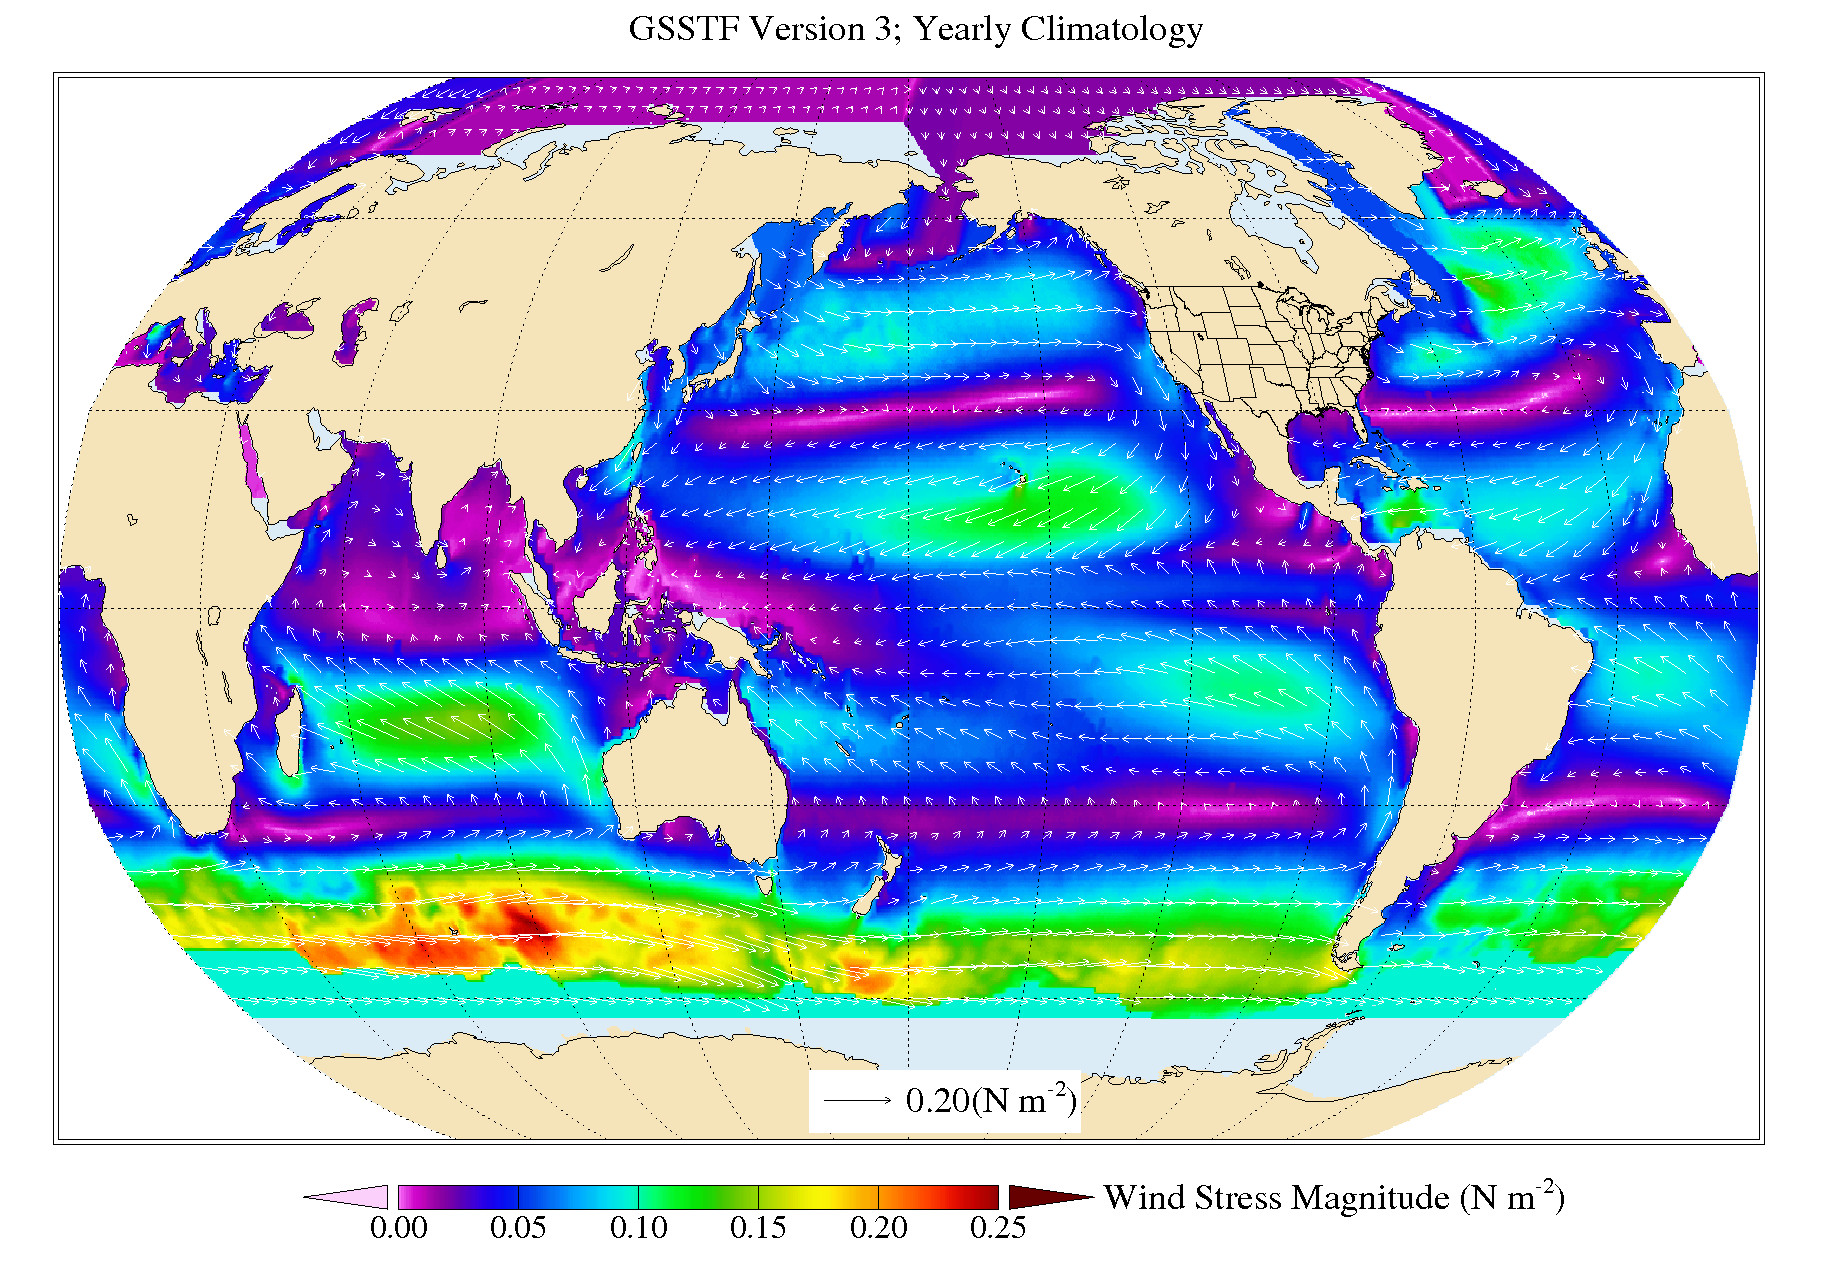 GSSTF Version 3; Yearly Climatology
0.20(N m⁻²)
Wind Stress Magnitude (N m⁻²)
0.00 0.05 0.10 0.15 0.20 0.25